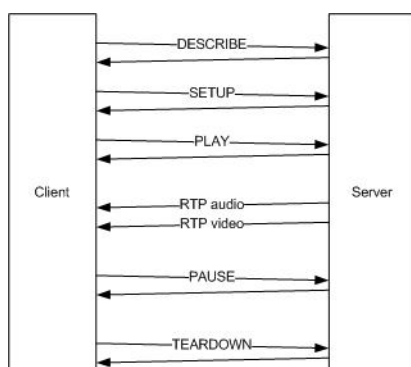 DESCRIBE
SETUP
PLAY
Client
Server
RTP audio
RTP video
PAUSE
TEARDOWN